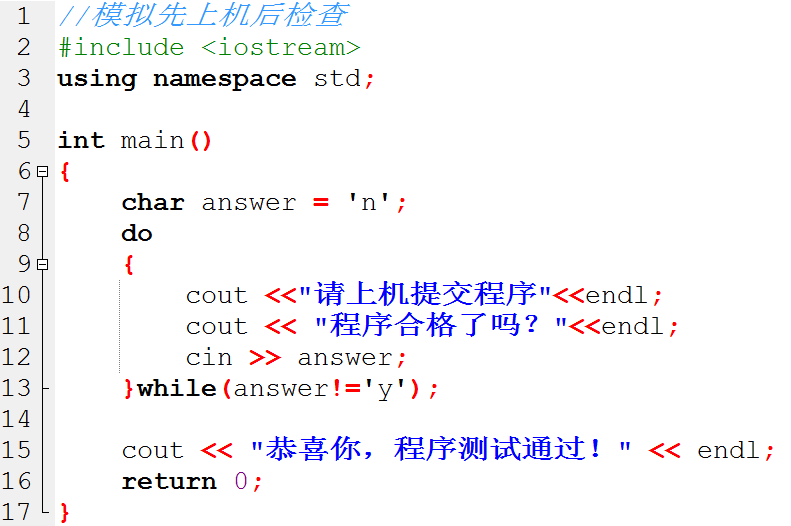 1 //模拟先上机后检查
2 #include <iostream>
3 using namespace std;
4
5 int main()
6 {
7 char answer = 'n';
8 do
9 {
10 cout <<"请上机提交程序"<<endl;
11 cout << "程序合格了吗？"<<endl;
12 cin >> answer;
13 }while(answer!='y');
14
15 cout << "恭喜你，程序测试通过！" << endl;
16 return 0;
17 }